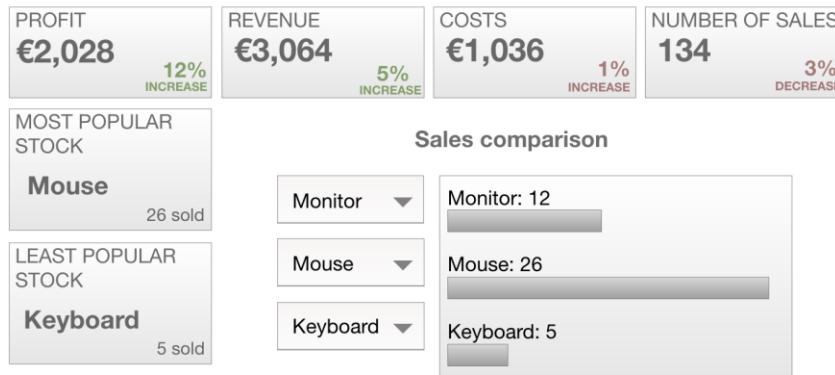 PROFIT
€2,028
12%
INCREASE
REVENUE
€3,064
5%
INCREASE
COSTS
€1,036
1%
INCREASE
NUMBER OF SALES
134
3%
DECREASE
MOST POPULAR
STOCK
Mouse
26 sold
LEAST POPULAR
STOCK
Keyboard
5 sold
Sales comparison
Monitor
Mouse
Keyboard
Monitor: 12
Mouse: 26
Keyboard: 5